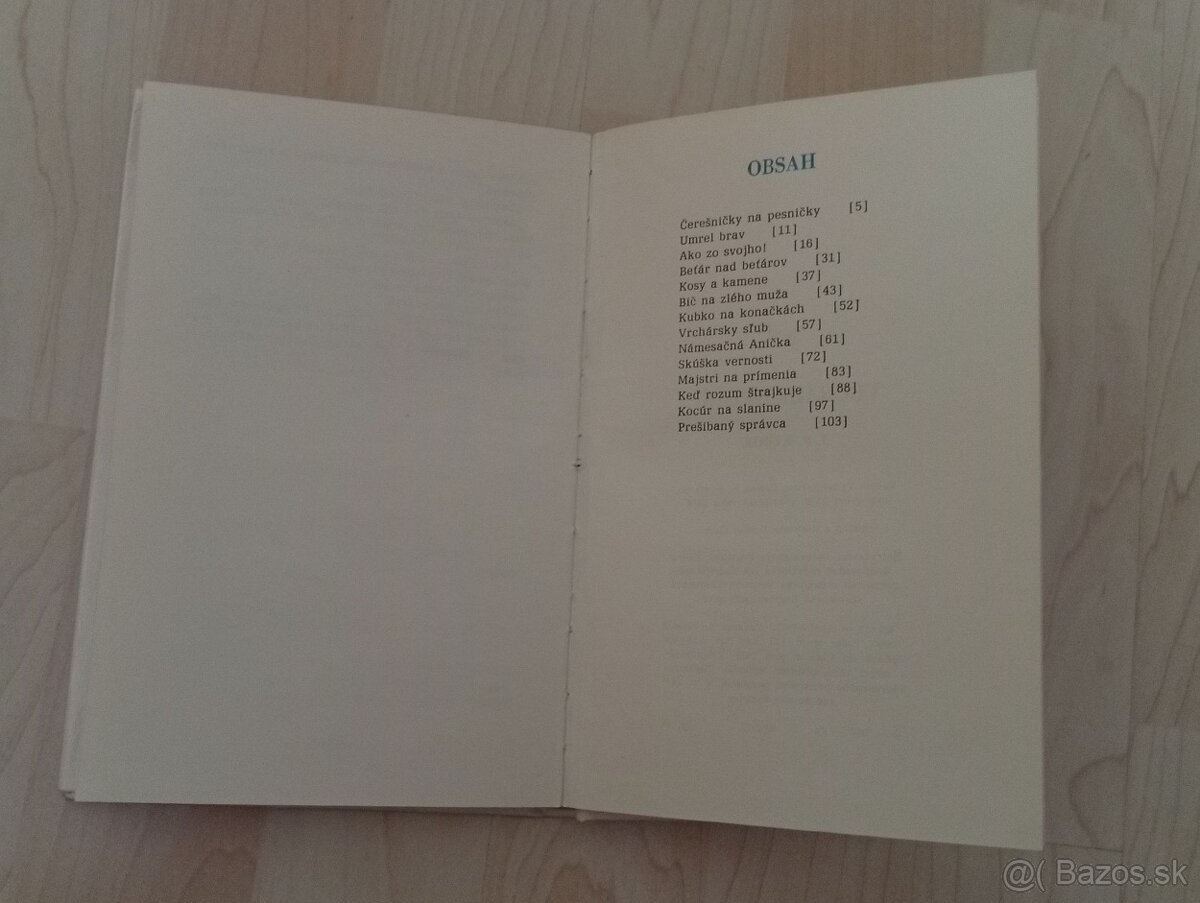 OBSAH
Čerešničky na pesničky [5]
Umrel brav [11]
Ako zo svojho! [16]
Beťár nad beťárov [31]
Kosy a kamene [37]
Bič na zlého muža [43]
Kubko na konačkách [52]
Vrchársky sľub [57]
Námesačná Anička [61]
Skúška vernosti [72]
Majstri na prímenia [83]
Keď rozum štrajkuje [88]
Kocúr na slanine [97]
Prešibaný správca [103]
@( Bazos.sk